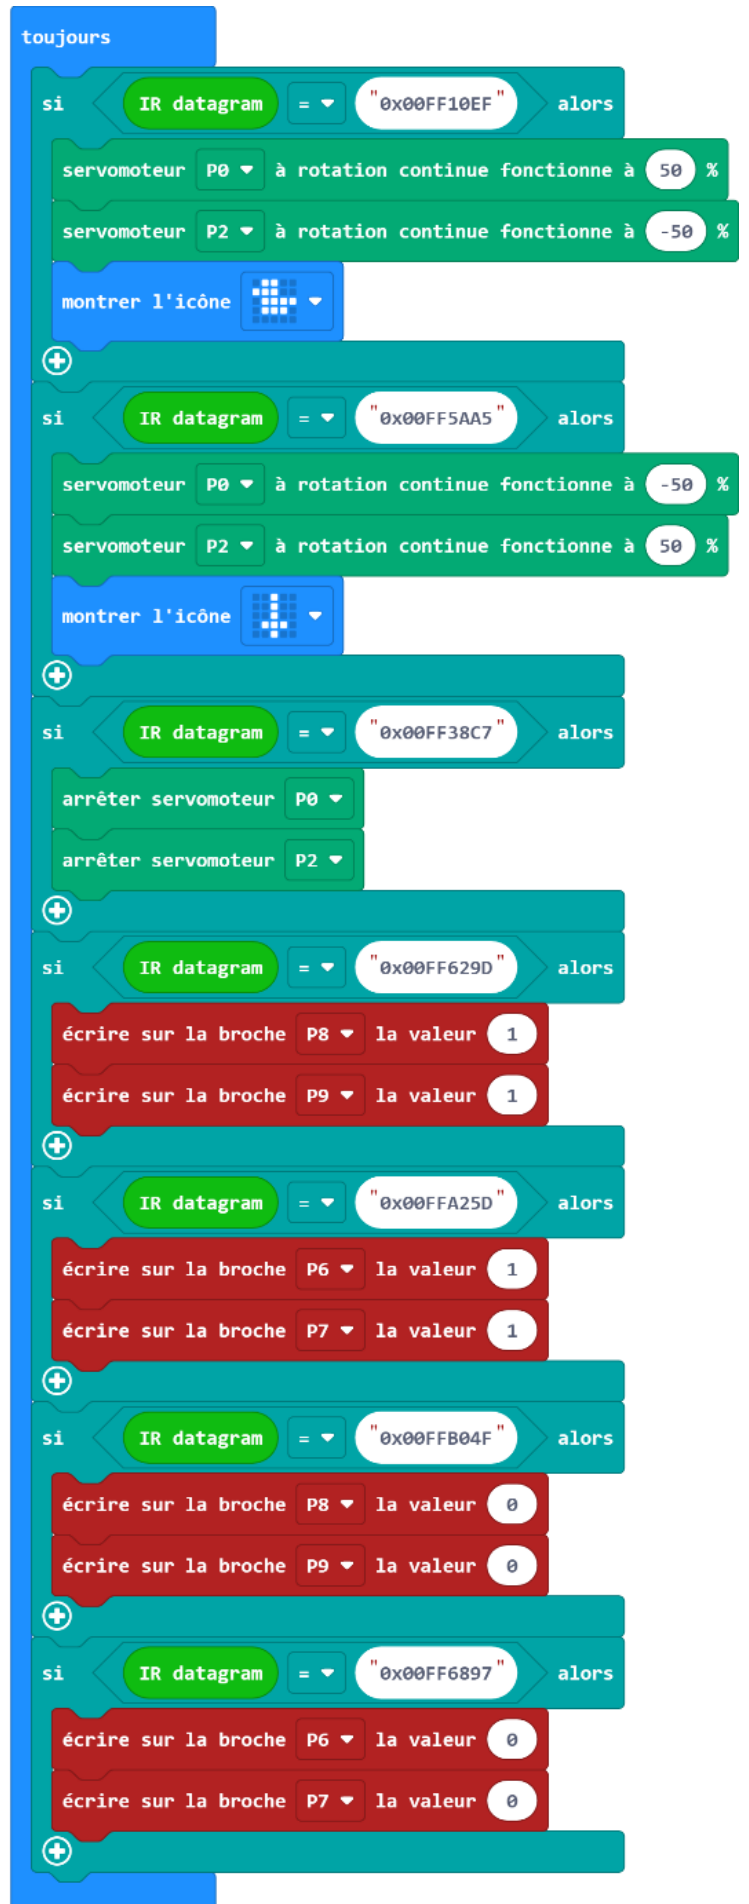 toujours
si IR datagram = "0x00FF10EF" alors
servomoteur P0 à rotation continue fonctionne à 50 %
servomoteur P2 à rotation continue fonctionne à -50 %
montrer l'icône
si IR datagram = "0x00FF5AA5" alors
servomoteur P0 à rotation continue fonctionne à -50 %
servomoteur P2 à rotation continue fonctionne à 50 %
montrer l'icône
si IR datagram = "0x00FF38C7" alors
arrêter servomoteur P0
arrêter servomoteur P2
si IR datagram = "0x00FF629D" alors
écrire sur la broche P8 la valeur 1
écrire sur la broche P9 la valeur 1
si IR datagram = "0x00FFA25D" alors
écrire sur la broche P6 la valeur 1
écrire sur la broche P7 la valeur 1
si IR datagram = "0x00FFB04F" alors
écrire sur la broche P8 la valeur 0
écrire sur la broche P9 la valeur 0
si IR datagram = "0x00FF6897" alors
écrire sur la broche P6 la valeur 0
écrire sur la broche P7 la valeur 0